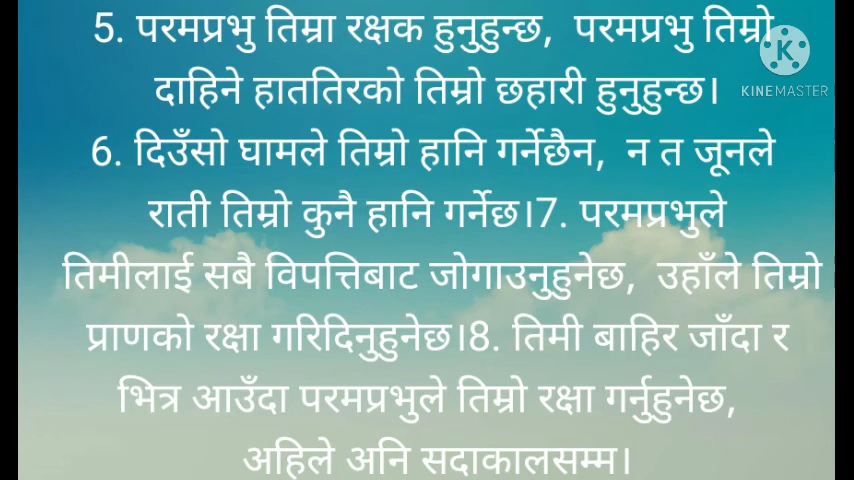 5. परमप्रभु तिम्रा रक्षक हुनुहुन्छ, परमप्रभु तिम्रो
दाहिने हाततिरको तिम्रो छहारी हुनुहुन्छ।
6. दिउँसो घामले तिम्रो हानि गर्नेछैन, न त जूनले
राती तिम्रो कुनै हानि गर्नेछ।7. परमप्रभुले
तिमीलाई सबै विपत्तिबाट जोगाउनुहुनेछ, उहाँले तिम्रो
प्राणको रक्षा गरिदिनुहुनेछ।8. तिमी बाहिर जाँदा र
भित्र आउँदा परमप्रभुले तिम्रो रक्षा गर्नुहुनेछ,
अहिले अनि सदाकालसम्म।
K
KINEMASTER